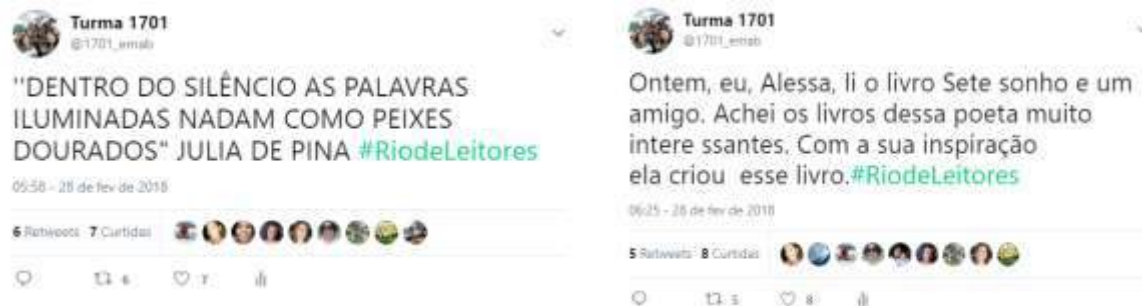 Turma 1701
@1701_emab
''DENTRO DO SILÊNCIO AS PALAVRAS
ILUMINADAS NADAM COMO PEIXES
DOURADOS" JULIA DE PINA #RiodeLeitores
05:58 - 28 de fev de 2018
6 Retweets 7 Curtidas
6 7
Turma 1701
@1701_emab
Ontem, eu, Alessa, li o livro Sete sonho e um
amigo. Achei os livros dessa poeta muito
intere ssantes. Com a sua inspiração
ela criou esse livro.#RiodeLeitores
06:25 - 28 de fev de 2018
5 Retweets 8 Curtidas
5 8